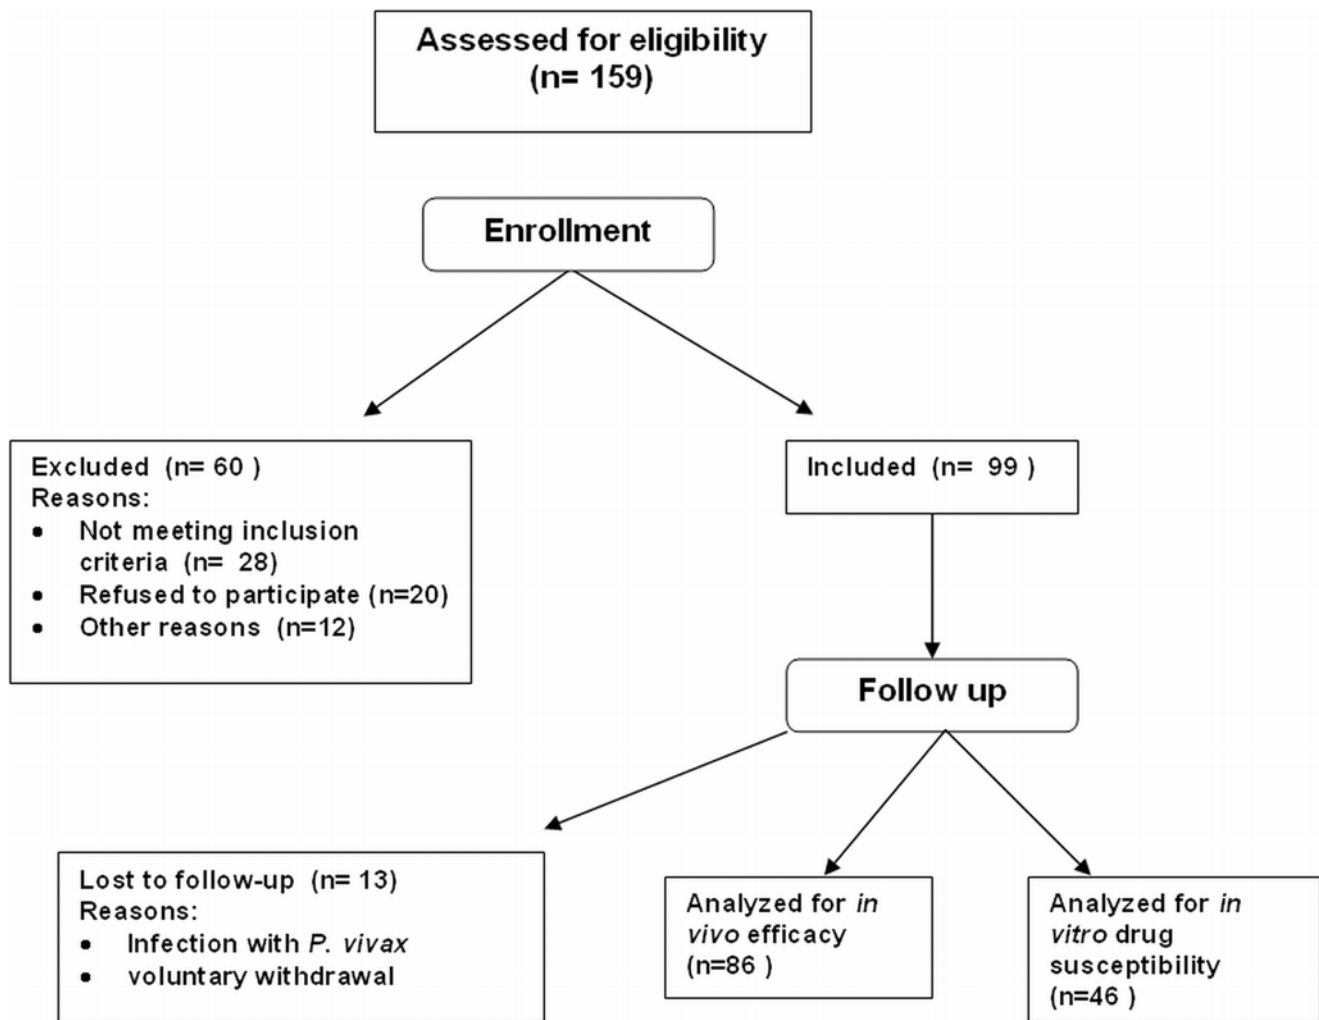 Assessed for eligibility
(n= 159)
Enrollment
Excluded (n= 60 )
Reasons:
• Not meeting inclusion
criteria (n= 28)
• Refused to participate (n=20)
• Other reasons (n=12)
Included (n= 99 )
Follow up
Lost to follow-up (n= 13)
Reasons:
• Infection with P. vivax
• voluntary withdrawal
Analyzed for in
vivo efficacy
(n=86 )
Analyzed for in
vitro drug
susceptibility
(n=46 )